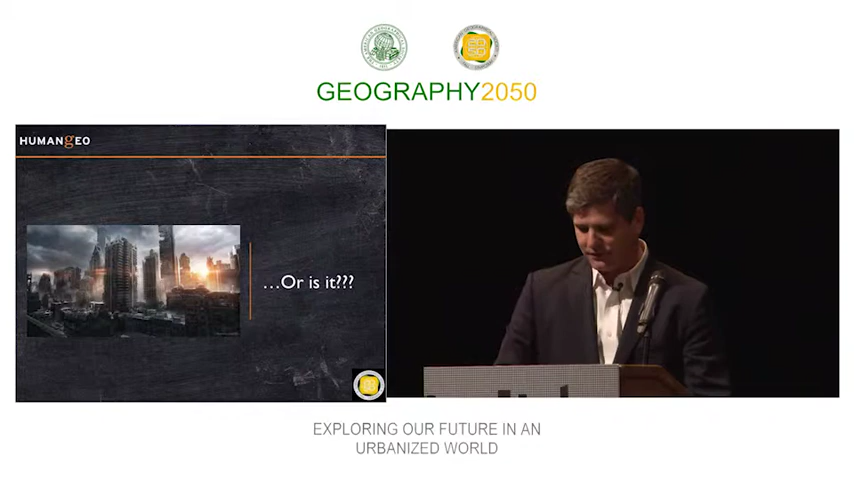 GEOGRAPHY2050
HUMANgEO
...Or is it???
EXPLORING OUR FUTURE IN AN
URBANIZED WORLD